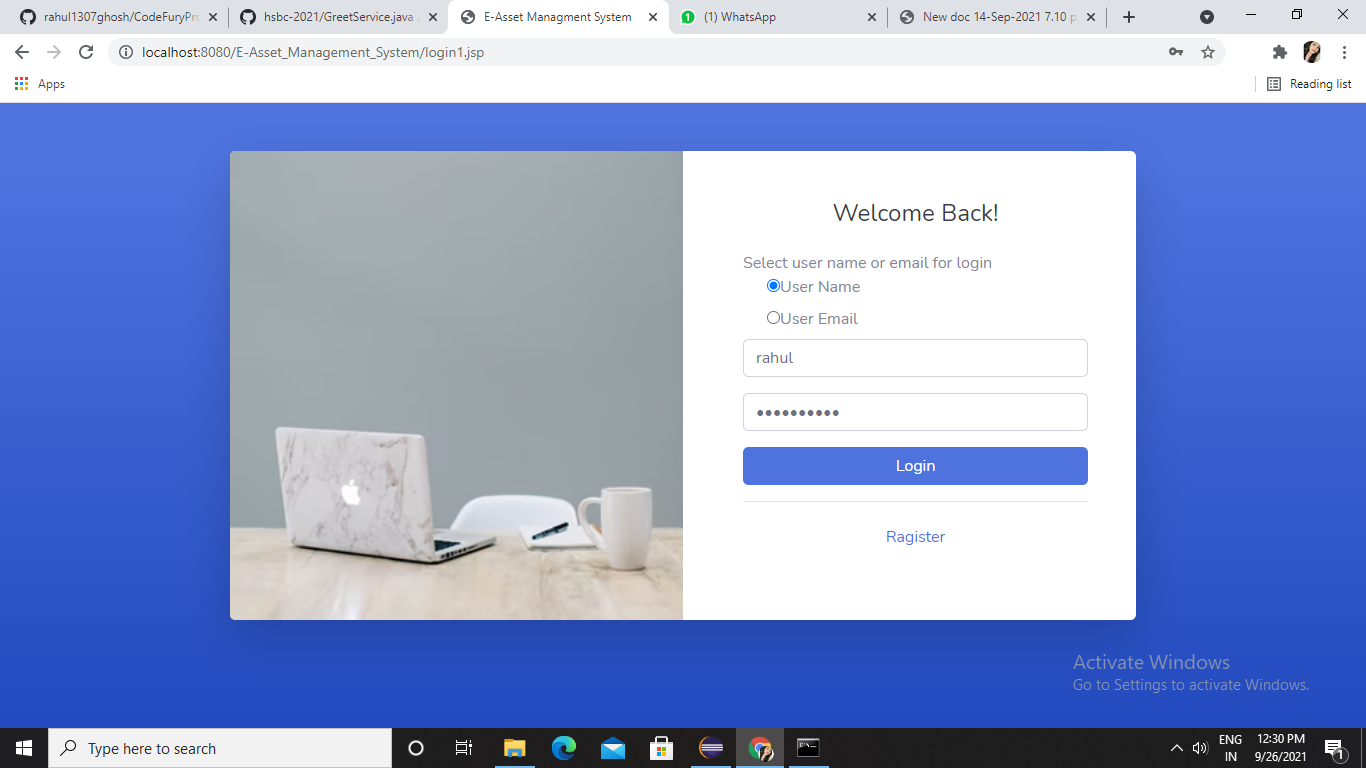 rahul1307ghosh/CodeFuryPro
hsbc-2021/GreetService.java
E-Asset Managment System
(1) WhatsApp
New doc 14-Sep-2021 7.10 p
localhost:8080/E-Asset_Management_System/login1.jsp
Apps
Reading list
Welcome Back!
Select user name or email for login
User Name
User Email
rahul
••••••••••
Login
Ragister
Activate Windows
Go to Settings to activate Windows.
Type here to search
ENG
IN
12:30 PM
9/26/2021
1